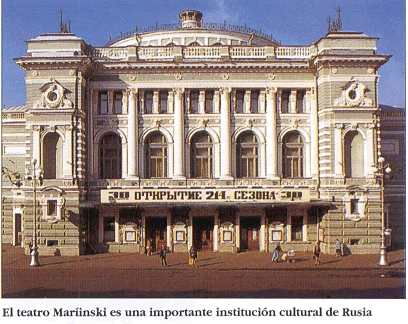 ОТКРЫТИЕ 214. СЕЗОНА
El teatro Mariinski es una importante institución cultural de Rusia